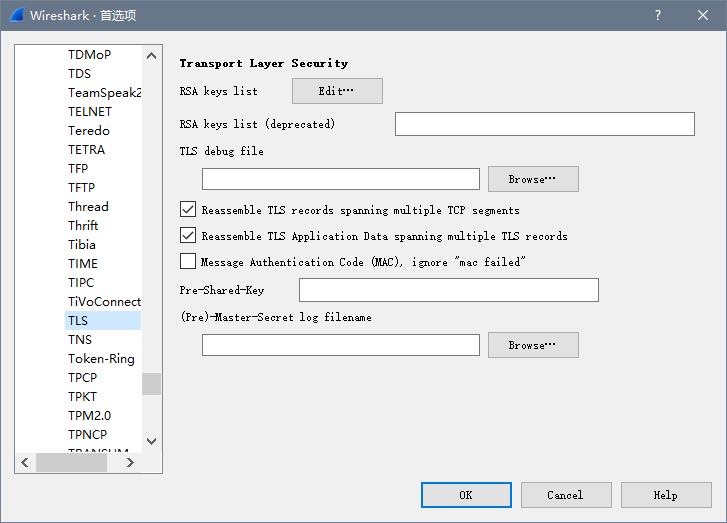 Wireshark · 首选项
TDMoP
TDS
TeamSpeak2
TELNET
Teredo
TETRA
TFP
TFTP
Thread
Thrift
Tibia
TIME
TIPC
TiVoConnect
TLS
TNS
Token-Ring
TPCP
TPKT
TPM2.0
TPNCP
TRANSUM
Transport Layer Security
RSA keys list
Edit…
RSA keys list (deprecated)
TLS debug file
Browse…
Reassemble TLS records spanning multiple TCP segments
Reassemble TLS Application Data spanning multiple TLS records
Message Authentication Code (MAC), ignore "mac failed"
Pre-Shared-Key
(Pre)-Master-Secret log filename
Browse…
OK
Cancel
Help